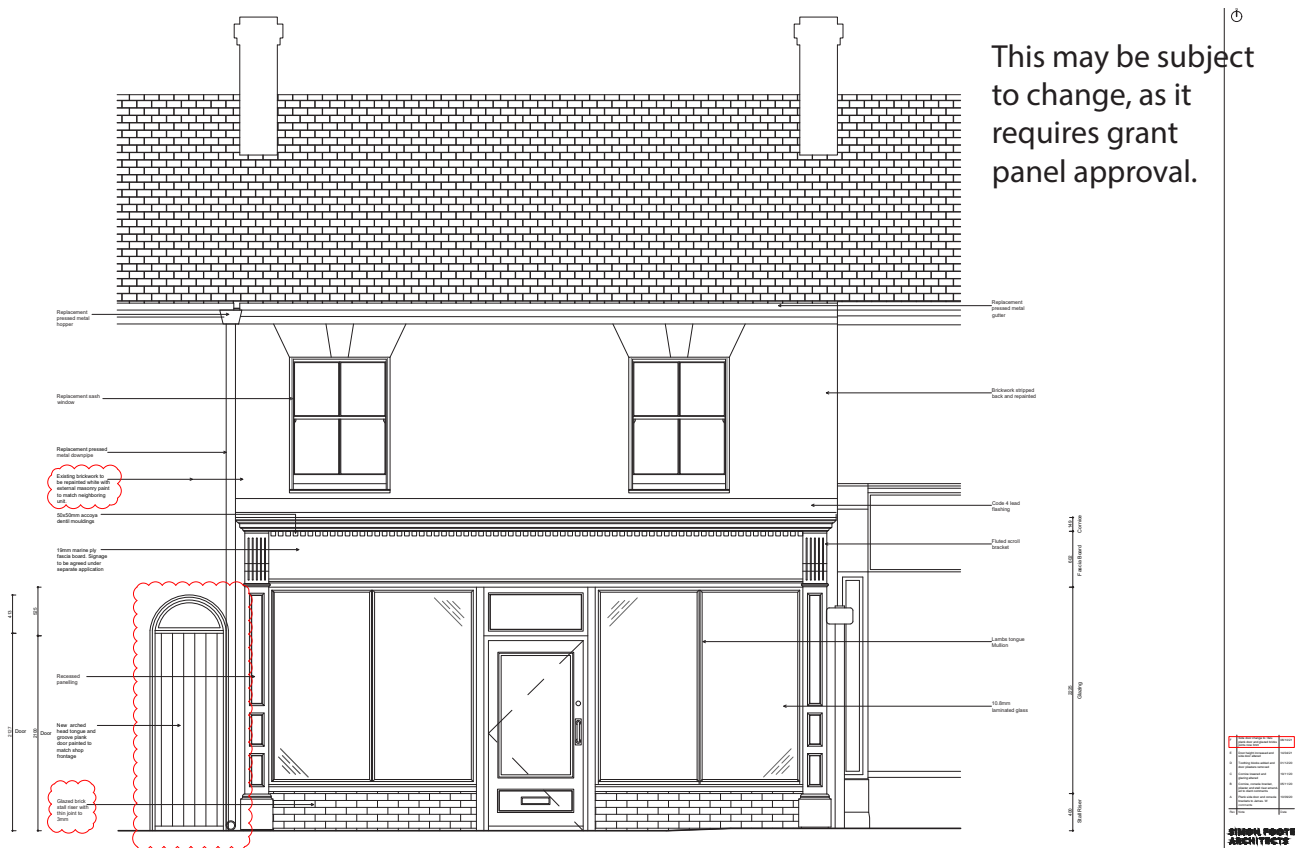 This may be subject
to change, as it
requires grant
panel approval.
Replacement
pressed metal
hopper
Replacement
pressed metal
gutter
Replacement sash
window
Brickwork stripped
back and repainted
Replacement pressed
metal downpipe
Existing brickwork to
be repainted white with
external masonry paint
to match neighboring
unit.
50x50mm accoya
dentil mouldings
Code 4 lead
flashing
19mm marine ply
fascia board. Signage
to be agreed under
separate application
Fluted scroll
bracket
Cornice
Fascia Board
Recessed
panelling
Lambs tongue
Mullion
Glazing
New arched
head tongue and
groove plank
door painted to
match shop
frontage
10.8mm
laminated glass
Door
Door
Glazed brick
stall riser with
thin joint to
3mm
Stall Riser
SIMON FOOTE
ARCHITECTS